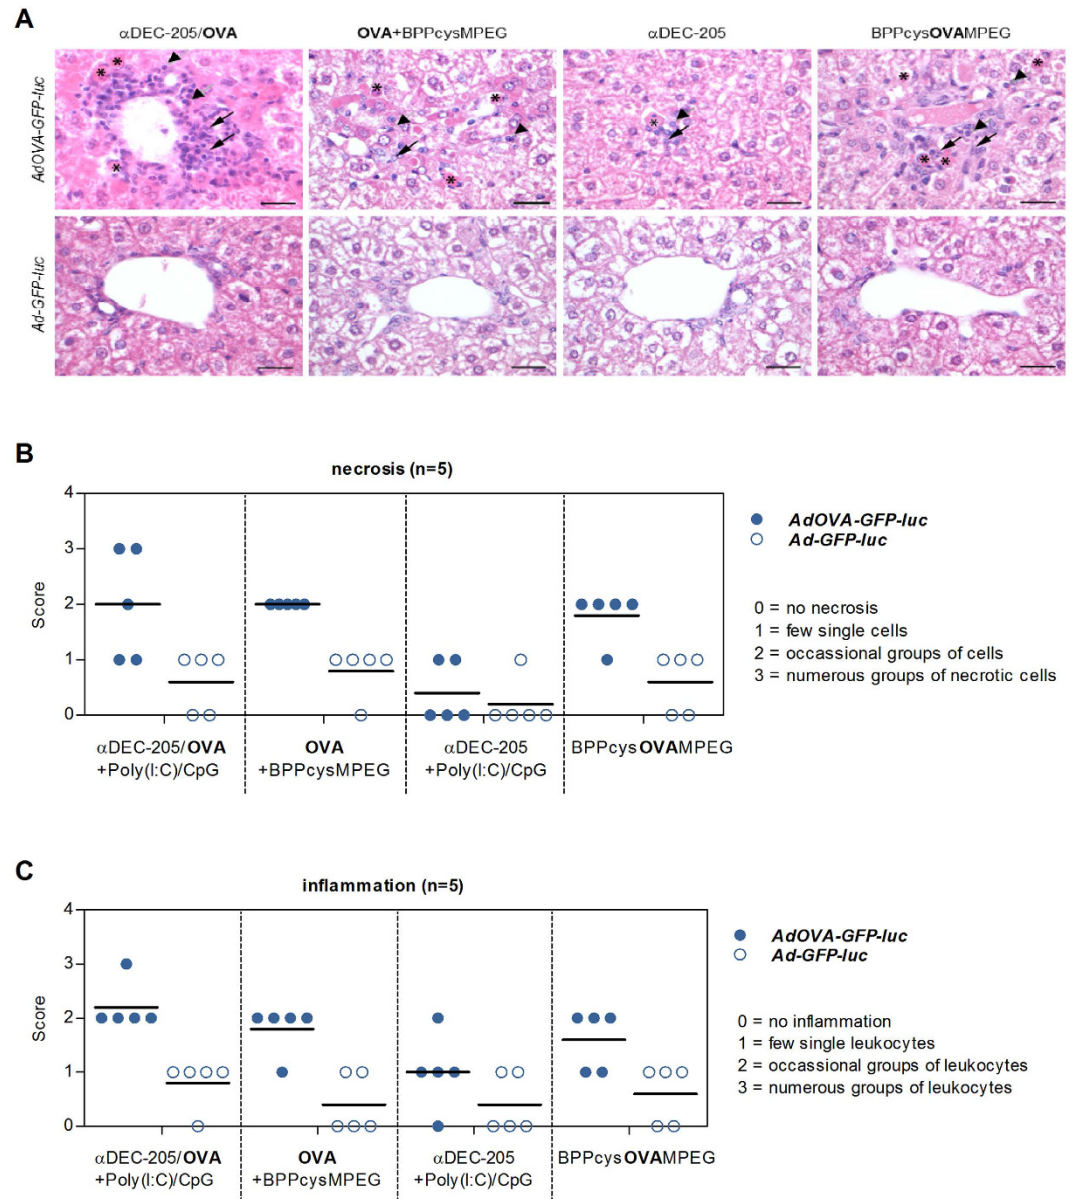 A
αDEC-205/OVA
OVA+BPPcysMPEG
αDEC-205
BPPcysOVAMPEG
AdOVA-GFP-luc
Ad-GFP-luc
B
necrosis (n=5)
4
3
2
1
0
Score
αDEC-205/OVA
+Poly(I:C)/CpG
OVA
+BPPcysMPEG
αDEC-205
+Poly(I:C)/CpG
BPPcysOVAMPEG
AdOVA-GFP-luc
Ad-GFP-luc
0 = no necrosis
1 = few single cells
2 = occassional groups of cells
3 = numerous groups of necrotic cells
C
inflammation (n=5)
4
3
2
1
0
Score
αDEC-205/OVA
+Poly(I:C)/CpG
OVA
+BPPcysMPEG
αDEC-205
+Poly(I:C)/CpG
BPPcysOVAMPEG
AdOVA-GFP-luc
Ad-GFP-luc
0 = no inflammation
1 = few single leukocytes
2 = occassional groups of leukocytes
3 = numerous groups of leukocytes